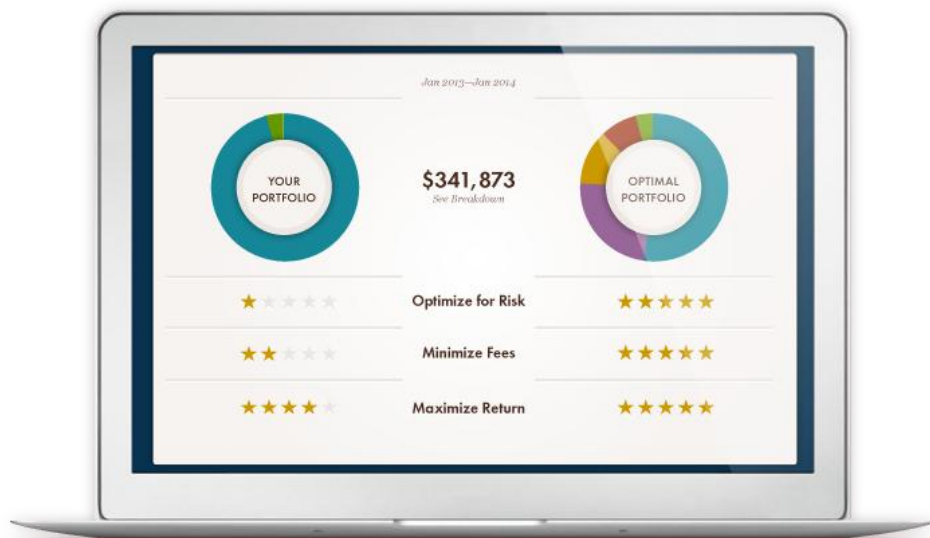 Jan 2013—Jan 2014
YOUR
PORTFOLIO
$341,873
See Breakdown
OPTIMAL
PORTFOLIO
Optimize for Risk
Minimize Fees
Maximize Return